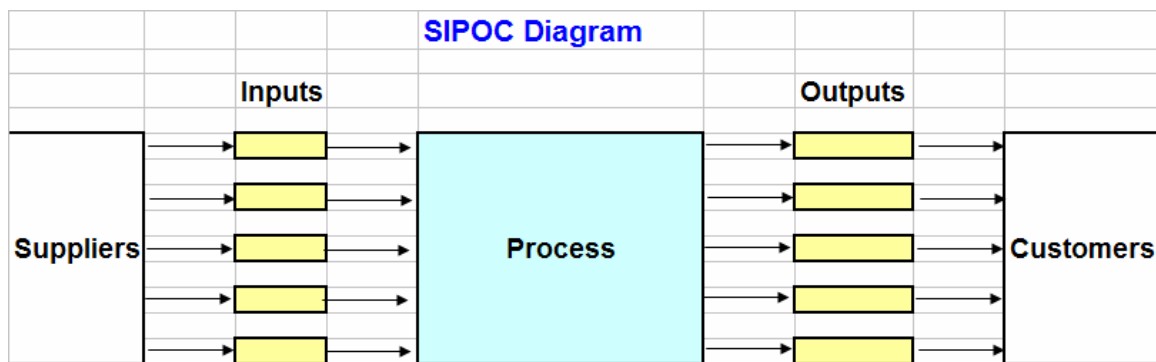 SIPOC Diagram
Inputs
Outputs
Suppliers
Process
Customers